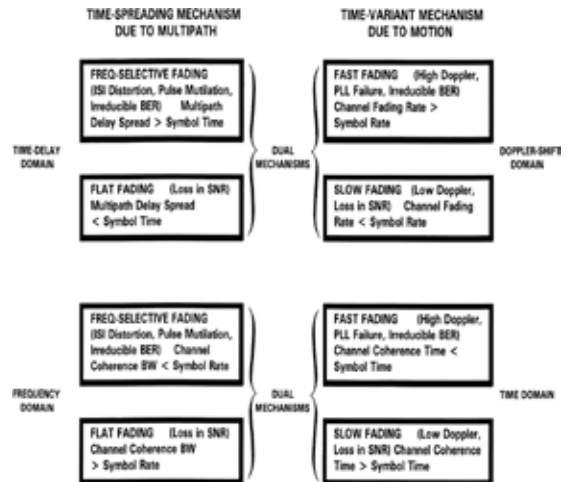 TIME-SPREADING MECHANISM
DUE TO MULTIPATH
TIME-VARIANT MECHANISM
DUE TO MOTION
FREQ-SELECTIVE FADING
(ISI Distortion, Pulse Mutilation,
Irreducible BER) Multipath
Delay Spread > Symbol Time
FAST FADING (High Doppler,
PLL Failure, Irreducible BER)
Channel Fading Rate >
Symbol Rate
TIME-DELAY
DOMAIN
DUAL
MECHANISMS
DOPPLER-SHIFT
DOMAIN
FLAT FADING (Loss in SNR)
Multipath Delay Spread
< Symbol Time
SLOW FADING (Low Doppler,
Loss in SNR) Channel Fading
Rate < Symbol Rate
FREQ-SELECTIVE FADING
(ISI Distortion, Pulse Mutilation,
Irreducible BER) Channel
Coherence BW < Symbol Rate
FAST FADING (High Doppler,
PLL Failure, Irreducible BER)
Channel Coherence Time <
Symbol Time
FREQUENCY
DOMAIN
DUAL
MECHANISMS
TIME DOMAIN
FLAT FADING (Loss in SNR)
Channel Coherence BW
> Symbol Rate
SLOW FADING (Low Doppler,
Loss in SNR) Channel Coherence
Time > Symbol Time